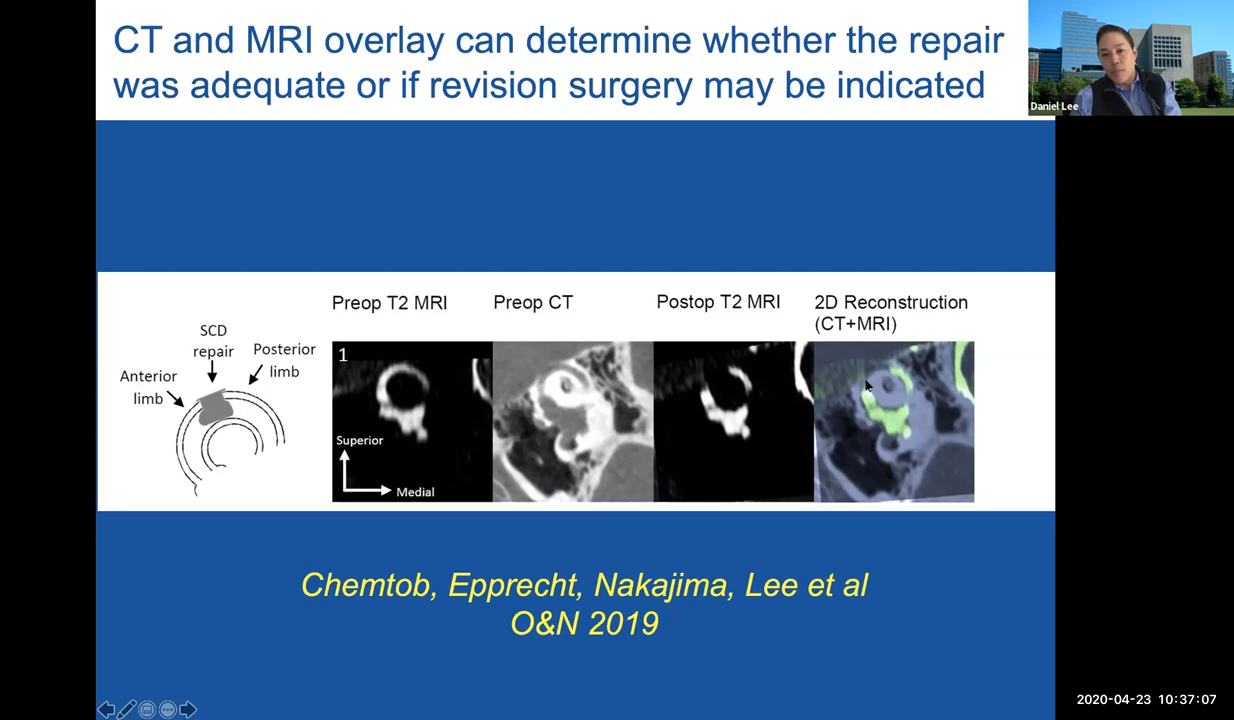 CT and MRI overlay can determine whether the repair
was adequate or if revision surgery may be indicated
Daniel Lee
Preop T2 MRI
Preop CT
Postop T2 MRI
2D Reconstruction
(CT+MRI)
SCD
repair
Posterior
limb
Anterior
limb
1
Superior
Medial
Chemtob, Epprecht, Nakajima, Lee et al
O&N 2019
2020-04-23 10:37:07